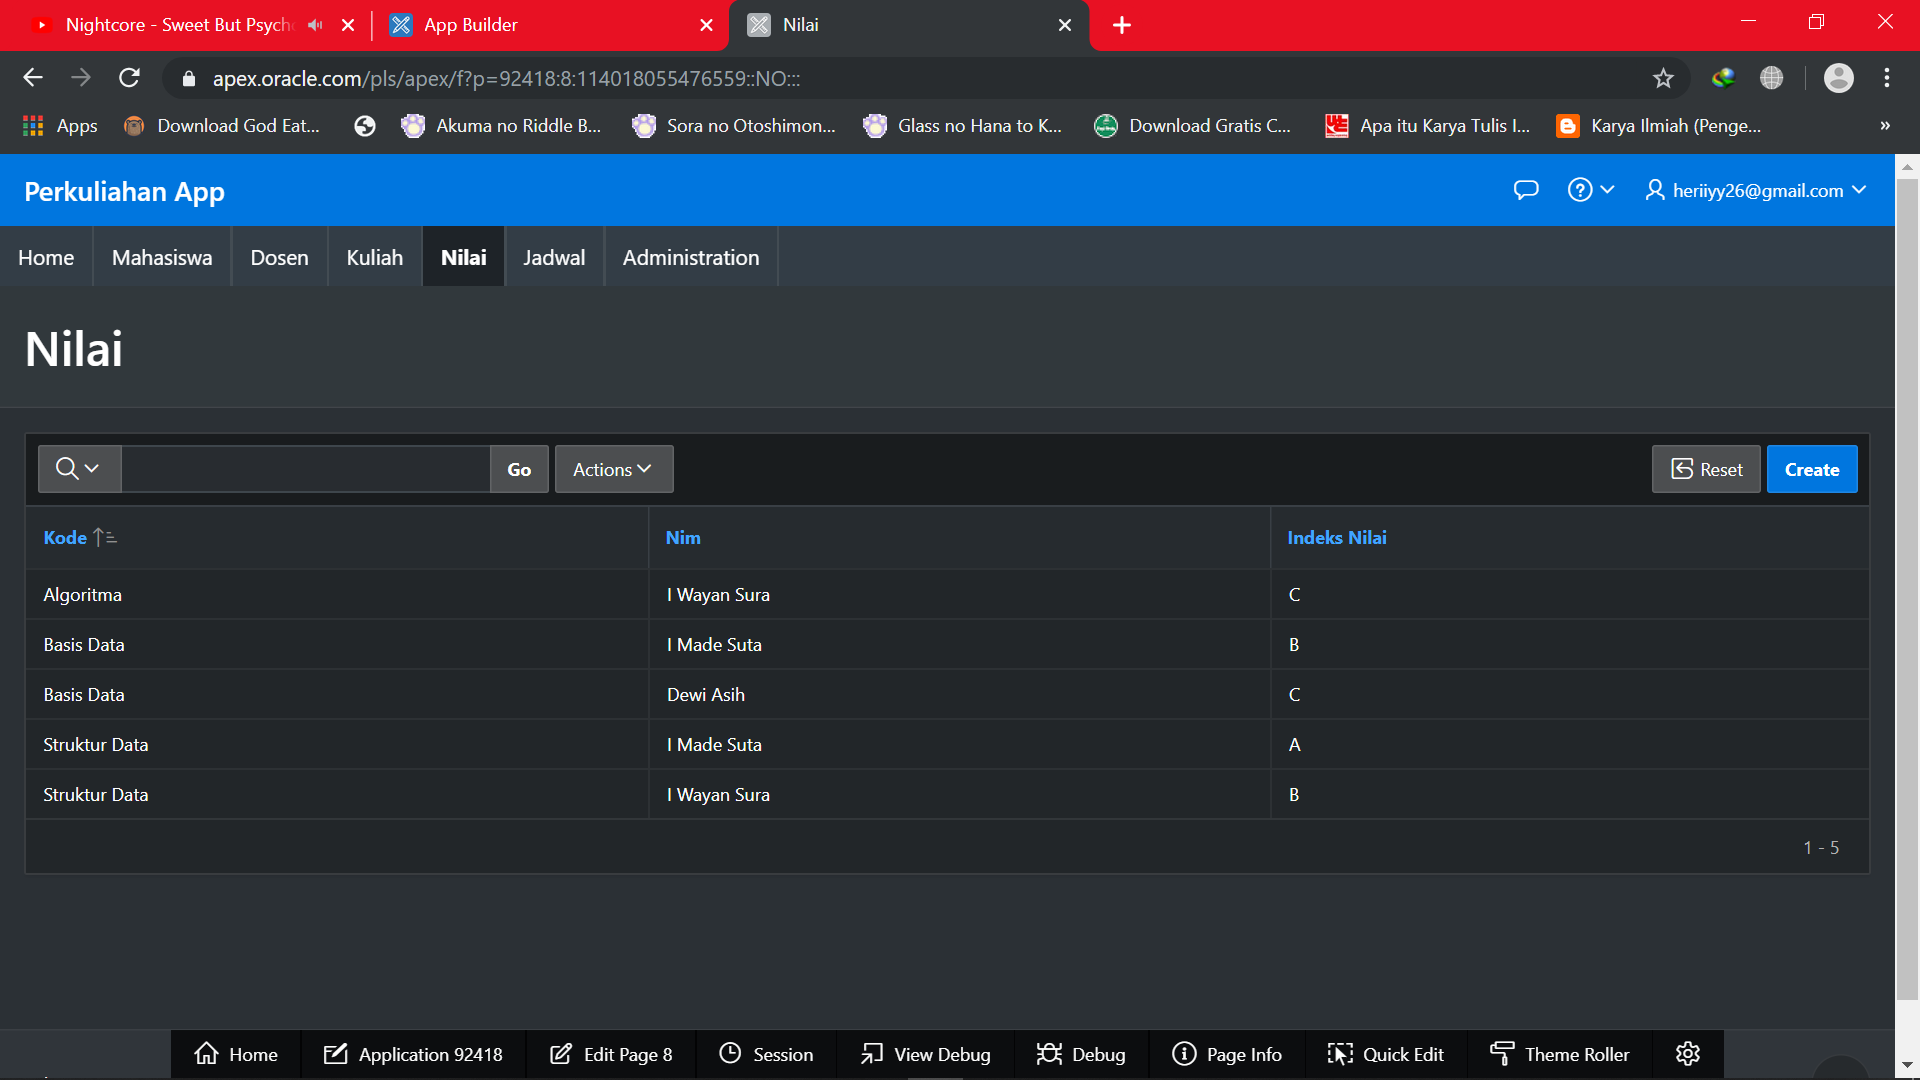 Nightcore - Sweet But Psycho
App Builder
Nilai
apex.oracle.com/pls/apex/f?p=92418:8:114018055476559::NO:::
Apps
Download God Eat...
Akuma no Riddle B...
Sora no Otoshimon...
Glass no Hana to K...
Download Gratis C...
Apa itu Karya Tulis I...
Karya Ilmiah (Penge...
»
Perkuliahan App
heriiyy26@gmail.com
Home Mahasiswa Dosen Kuliah Nilai Jadwal Administration
Nilai
Go Actions Reset Create
Kode Nim Indeks Nilai
Algoritma I Wayan Sura C
Basis Data I Made Suta B
Basis Data Dewi Asih C
Struktur Data I Made Suta A
Struktur Data I Wayan Sura B
1 - 5
Home Application 92418 Edit Page 8 Session View Debug Debug Page Info Quick Edit Theme Roller